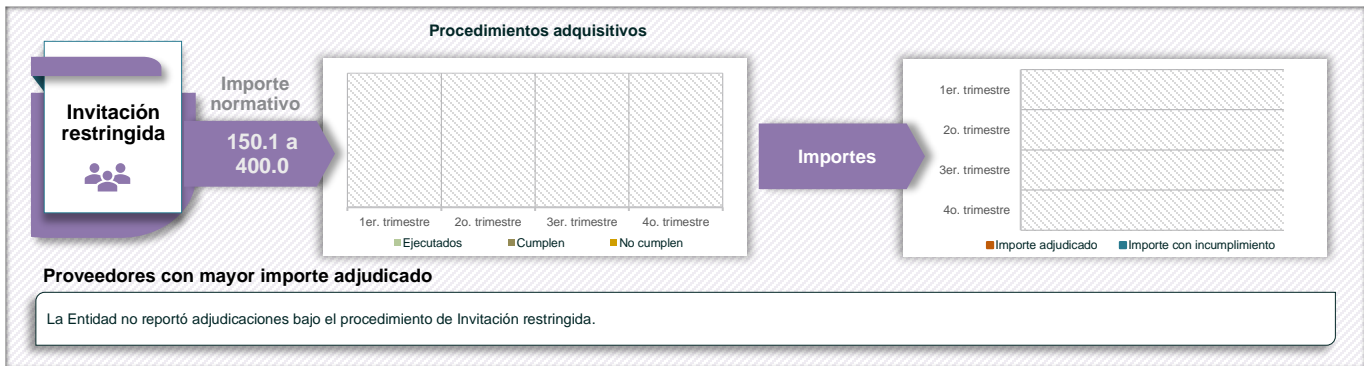 Procedimientos adquisitivos
Invitación
restringida
Importe
normativo
150.1 a
400.0
1er. trimestre 2o. trimestre 3er. trimestre 4o. trimestre
Ejecutados Cumplen No cumplen
Importes
1er. trimestre
2o. trimestre
3er. trimestre
4o. trimestre
Importe adjudicado Importe con incumplimiento
Proveedores con mayor importe adjudicado
La Entidad no reportó adjudicaciones bajo el procedimiento de Invitación restringida.